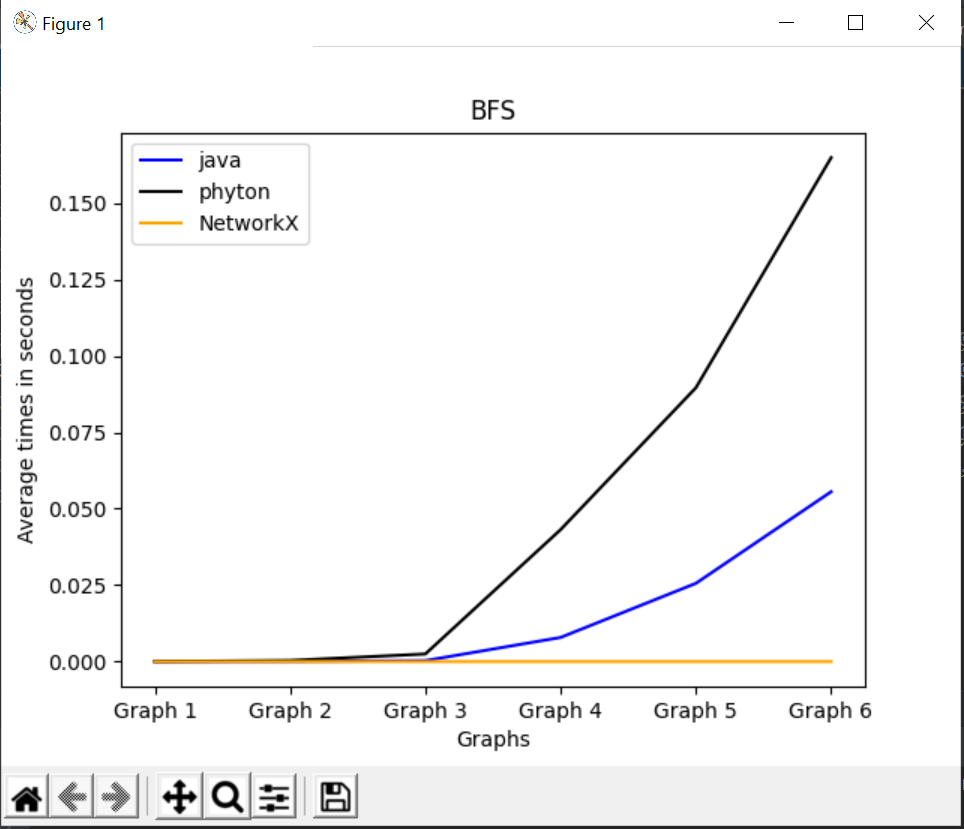 Figure 1
BFS
java
phyton
NetworkX
0.150
0.125
0.100
0.075
0.050
0.025
0.000
Average times in seconds
Graph 1 Graph 2 Graph 3 Graph 4 Graph 5 Graph 6
Graphs